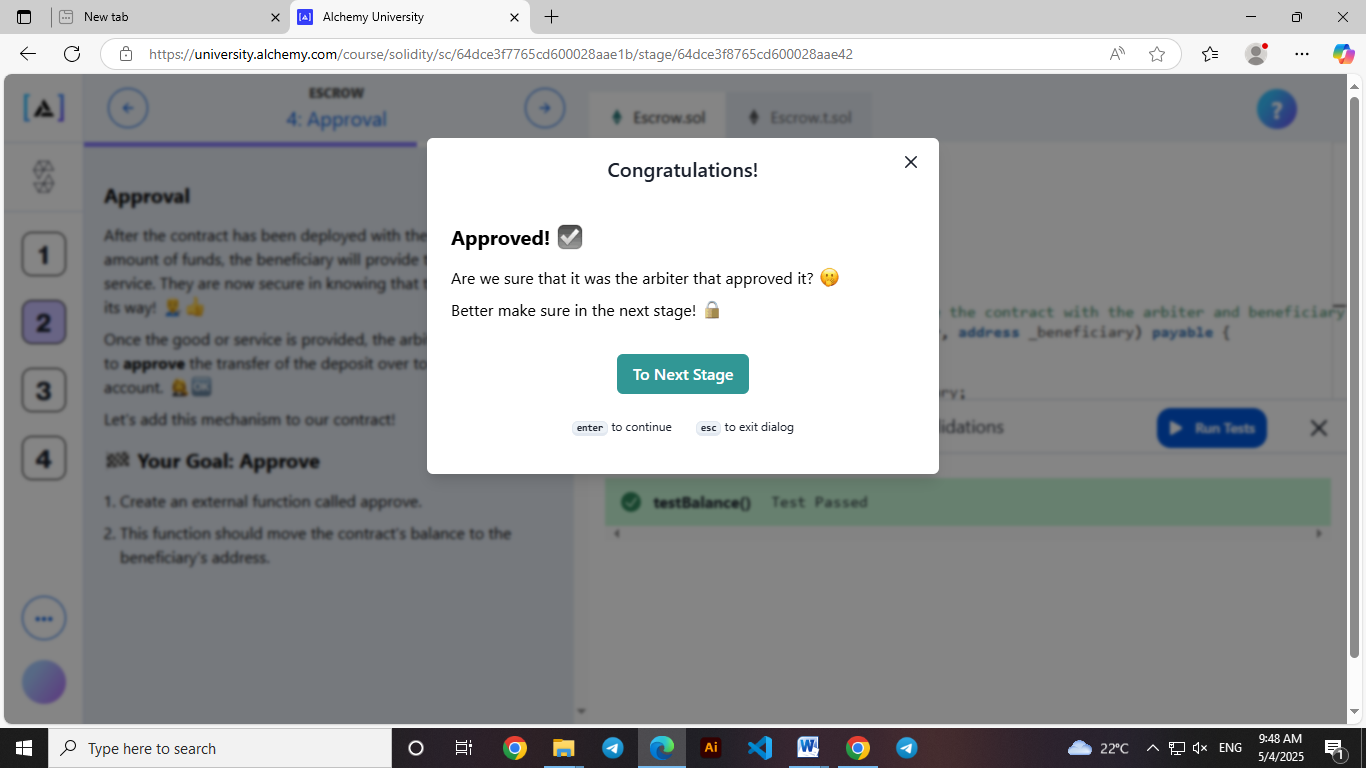 New tab
Alchemy University
https://university.alchemy.com/course/solidity/sc/64dce3f7765cd600028aae1b/stage/64dce3f8765cd600028aae42
ESCROW
4: Approval
Escrow.sol
Escrow.t.sol
?
Approval
After the contract has been deployed with the
amount of funds, the beneficiary will provide
service. They are now secure in knowing that
its way!
Once the good or service is provided, the
to approve the transfer of the deposit over to
account.
Let's add this mechanism to our contract!
Your Goal: Approve
1. Create an external function called approve.
2. This function should move the contract's balance to the
beneficiary's address.
1
2
3
4
Congratulations!
Approved!
Are we sure that it was the arbiter that approved it?
Better make sure in the next stage!
To Next Stage
enter to continue
esc to exit dialog
the contract with the arbiter and beneficiary
, address _beneficiary) payable {
Run Tests
testBalance() Test Passed
Type here to search
Ai
22°C
ENG
9:48 AM
5/4/2025
1